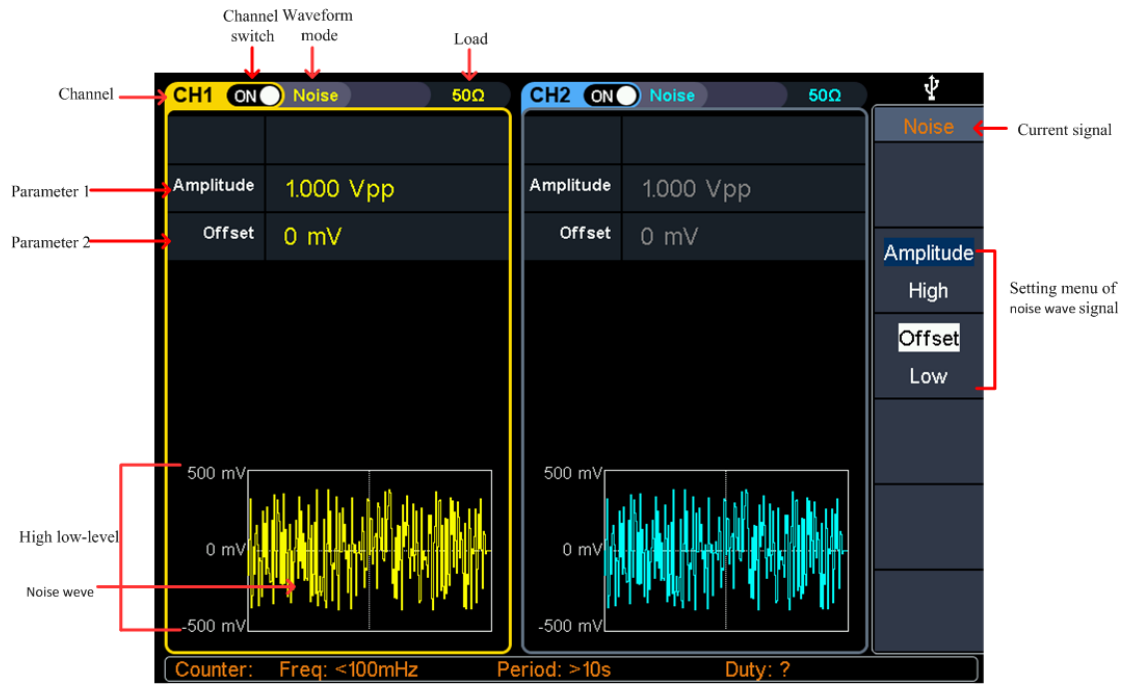 Channel Waveform
switch mode
Load
Channel
CH1 ON Noise 50Ω
CH2 ON Noise 50Ω
Noise
Current signal
Parameter 1
Amplitude 1.000 Vpp
Amplitude 1.000 Vpp
Parameter 2
Offset 0 mV
Offset 0 mV
Amplitude
High
Offset
Low
Setting menu of
noise wave signal
500 mV
0 mV
-500 mV
500 mV
0 mV
-500 mV
High low-level
Noise weve
Counter: Freq: <100mHz Period: >10s Duty: ?